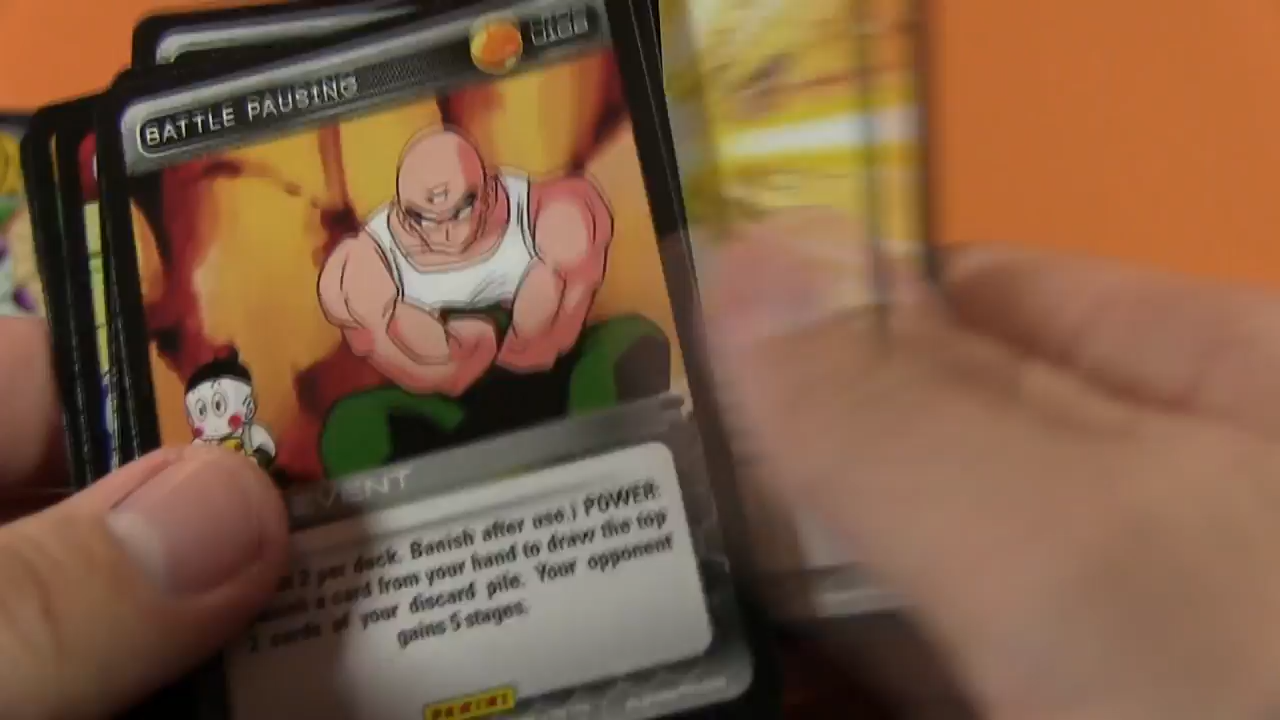 BATTLE PAUSING
EVENT
2 per deck. Banish after use.) POWER:
a card from your hand to draw the top
2 cards of your discard pile. Your opponent
gains 5 stages.
PANINI